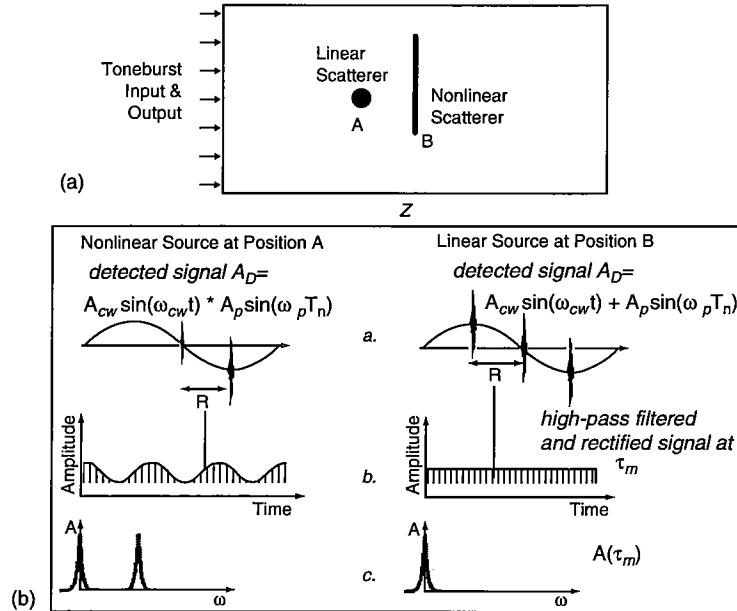 Toneburst
Input &
Output
Linear
Scatterer
A
Nonlinear
Scatterer
B
(a)
Z
Nonlinear Source at Position A
detected signal A_D=
A_cw sin(ω_cw t) * A_p sin(ω_p T_n)
R
Amplitude
Time
A
ω
a.
b.
c.
Linear Source at Position B
detected signal A_D=
A_cw sin(ω_cw t) + A_p sin(ω_p T_n)
R
high-pass filtered
and rectified signal at
τ_m
Amplitude
Time
A
A(τ_m)
ω
(b)